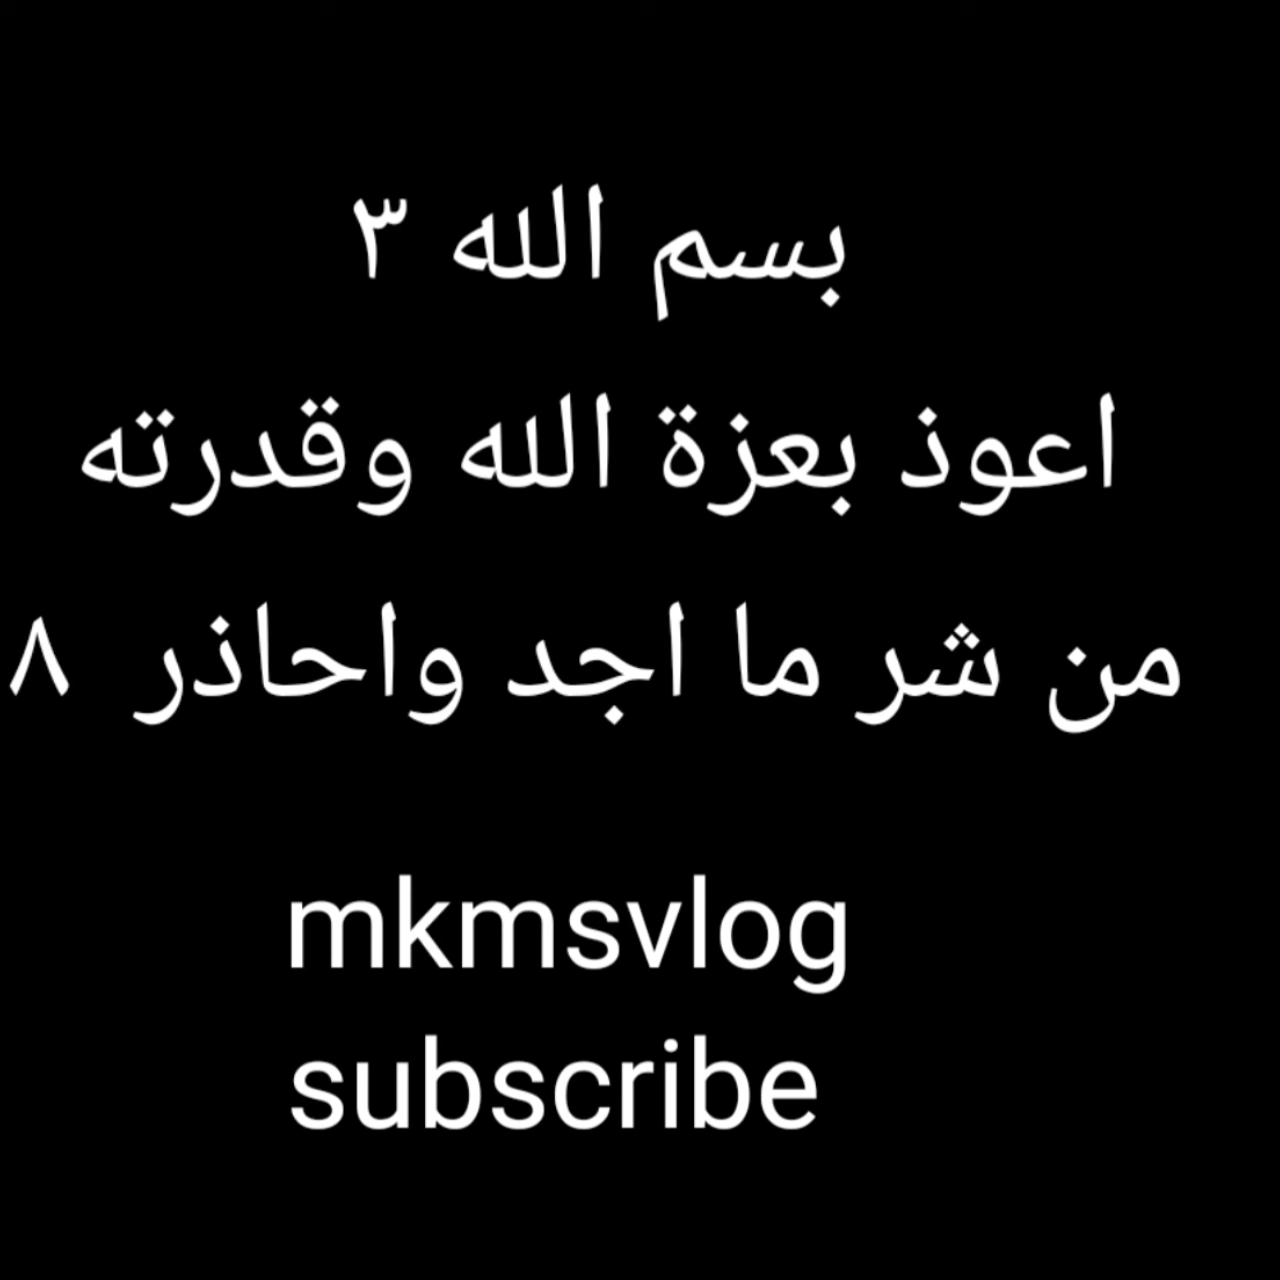 بسم الله ٣
اعوذ بعزة الله وقدرته
من شر ما اجد واحاذر ٨
mkmsvlog
subscribe